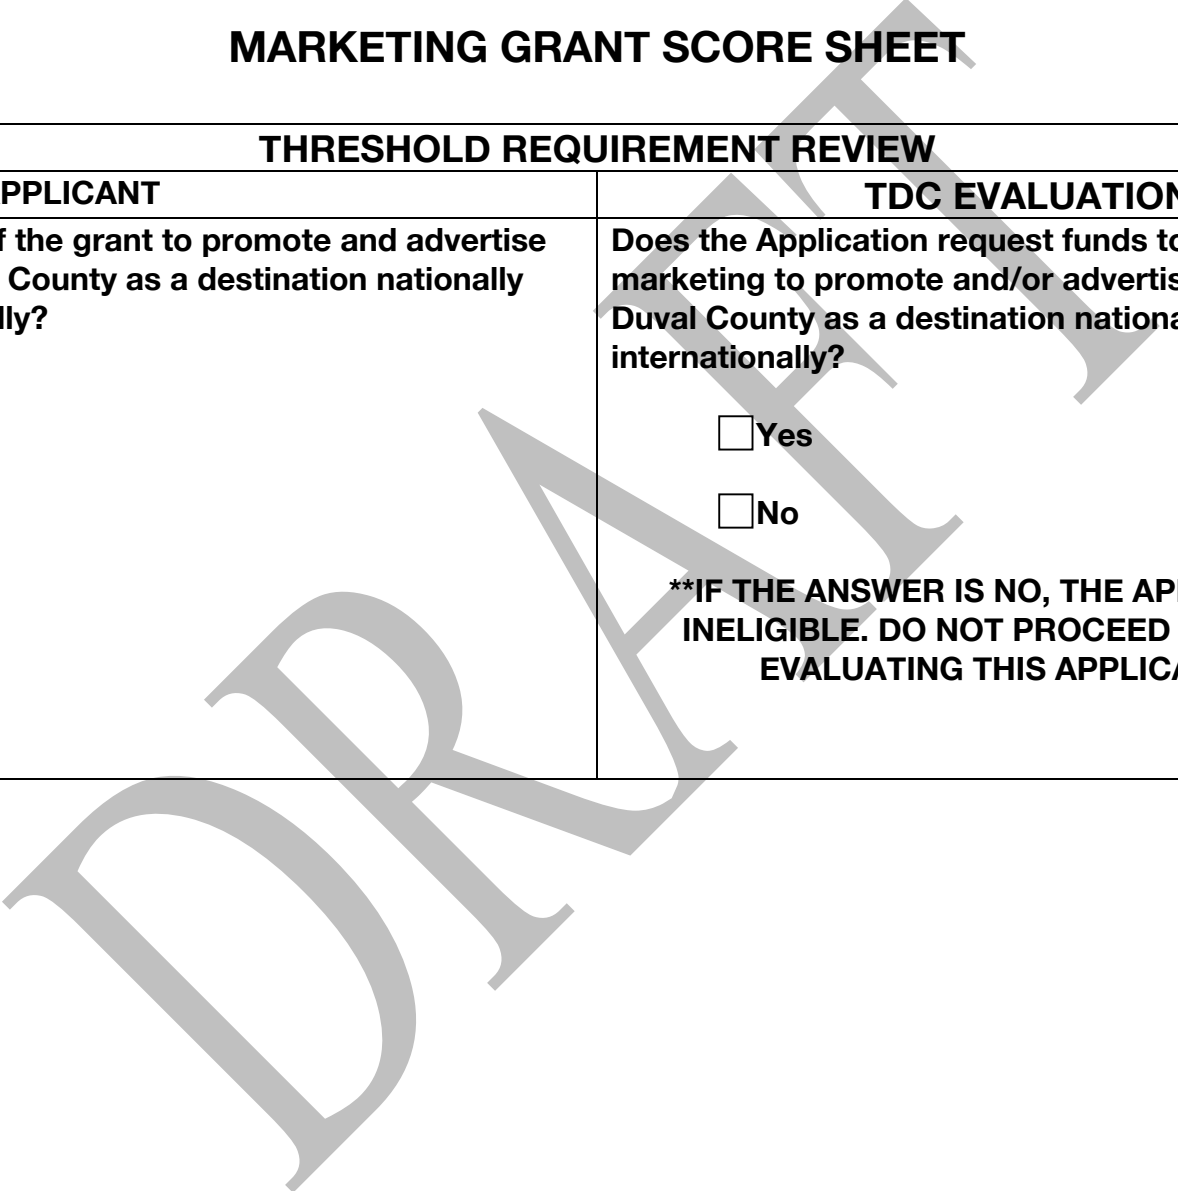 MARKETING GRANT SCORE SHEET
THRESHOLD REQUIREMENT REVIEW
PPLICANT
TDC EVALUATION
f the grant to promote and advertise
County as a destination nationally
lly?
Does the Application request funds to
marketing to promote and/or advertis
Duval County as a destination nationa
internationally?
Yes
No
**IF THE ANSWER IS NO, THE AP
INELIGIBLE. DO NOT PROCEED
EVALUATING THIS APPLICA
DRAFT